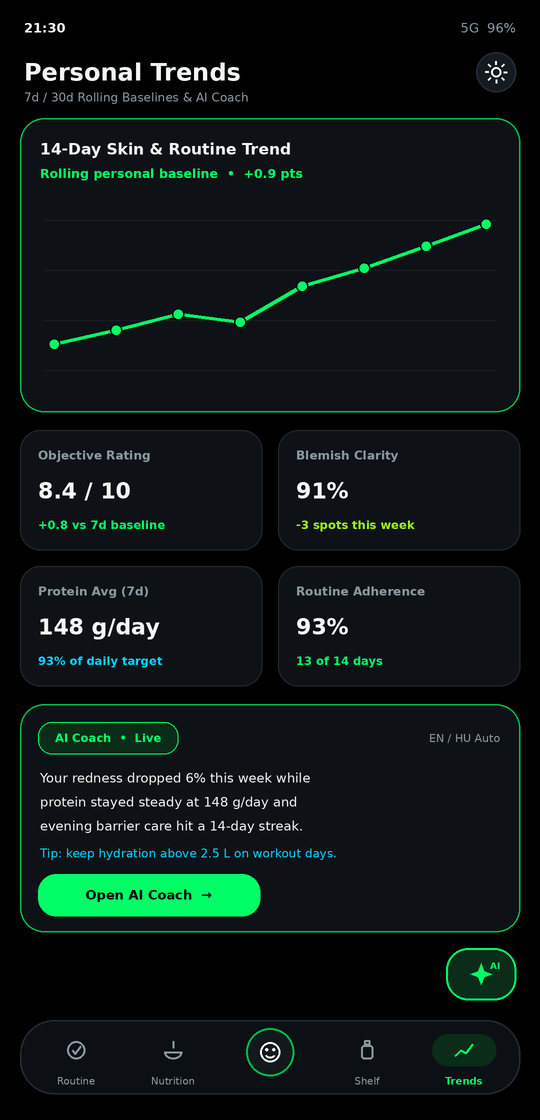 21:30
5G 96%
Personal Trends
7d / 30d Rolling Baselines & AI Coach
14-Day Skin & Routine Trend
Rolling personal baseline • +0.9 pts
Objective Rating
8.4 / 10
+0.8 vs 7d baseline
Blemish Clarity
91%
-3 spots this week
Protein Avg (7d)
148 g/day
93% of daily target
Routine Adherence
93%
13 of 14 days
AI Coach • Live
EN / HU Auto
Your redness dropped 6% this week while
protein stayed steady at 148 g/day and
evening barrier care hit a 14-day streak.
Tip: keep hydration above 2.5 L on workout days.
Open AI Coach →
AI
Routine
Nutrition
Shelf
Trends